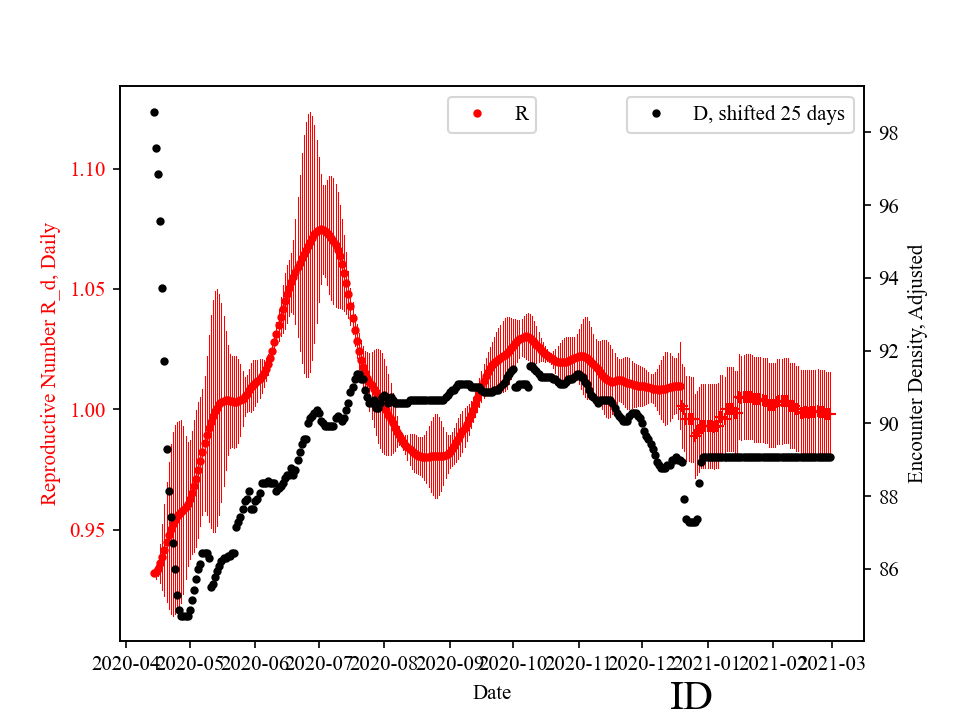 R
D, shifted 25 days
Reproductive Number R_d, Daily
1.10
1.05
1.00
0.95
98
96
94
92
90
88
86
Encounter Density, Adjusted
2020-04 2020-05 2020-06 2020-07 2020-08 2020-09 2020-10 2020-11 2020-12 2021-01 2021-02 2021-03
Date
ID